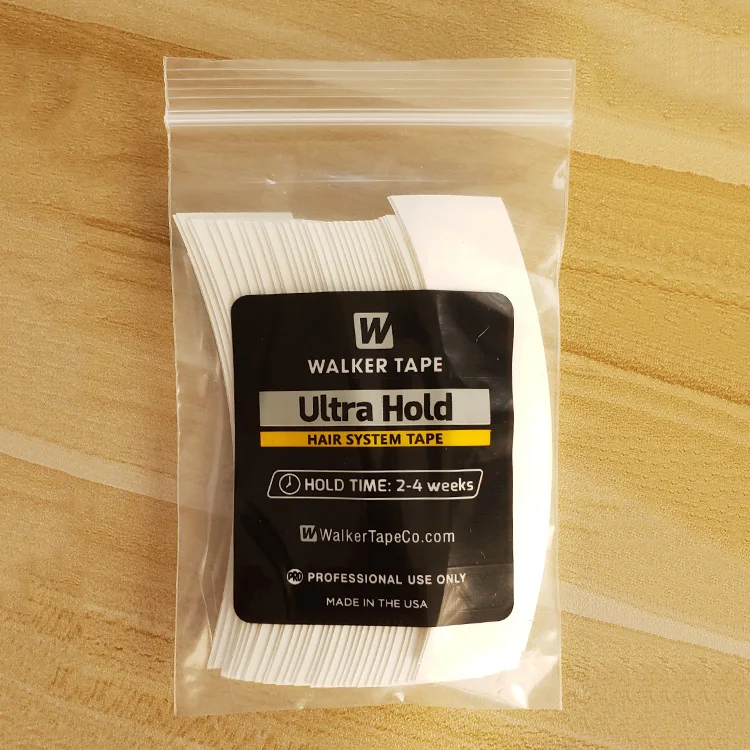 W
WALKER TAPE
Ultra Hold
HAIR SYSTEM TAPE
HOLD TIME: 2-4 weeks
W WalkerTapeCo.com
PRO PROFESSIONAL USE ONLY
MADE IN THE USA